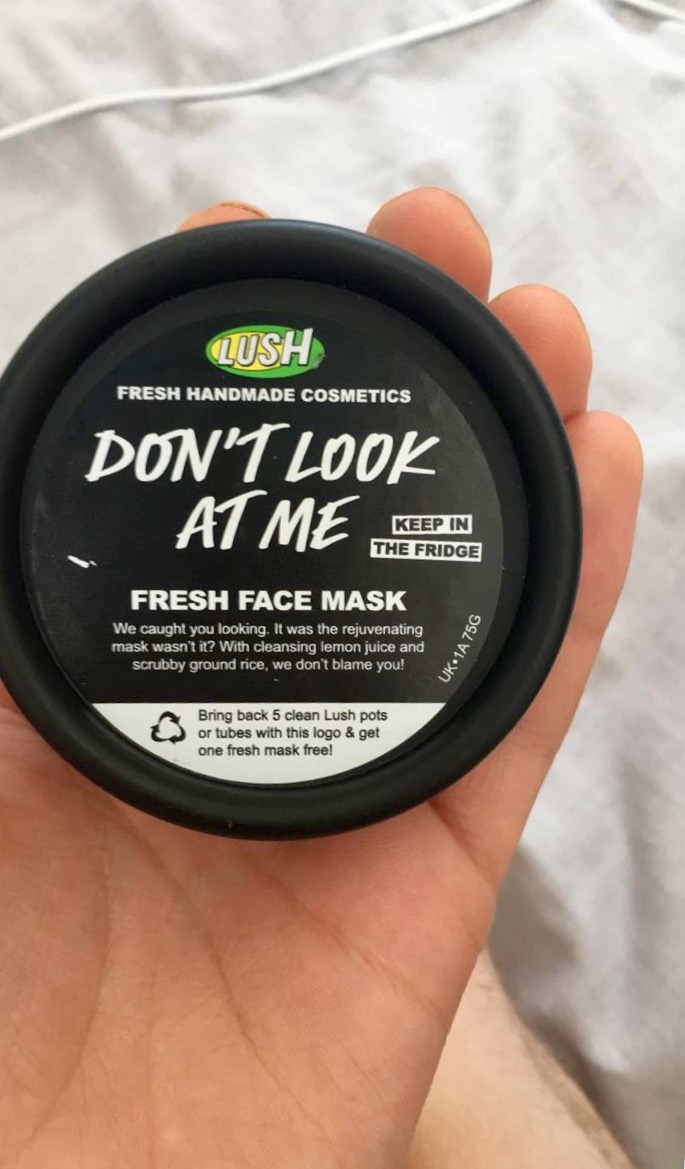 LUSH
FRESH HANDMADE COSMETICS
DON'T LOOK
AT ME
KEEP IN
THE FRIDGE
FRESH FACE MASK
We caught you looking. It was the rejuvenating
mask wasn't it? With cleansing lemon juice and
scrubby ground rice, we don't blame you!
UK•1A 75G
Bring back 5 clean Lush pots
or tubes with this logo & get
one fresh mask free!